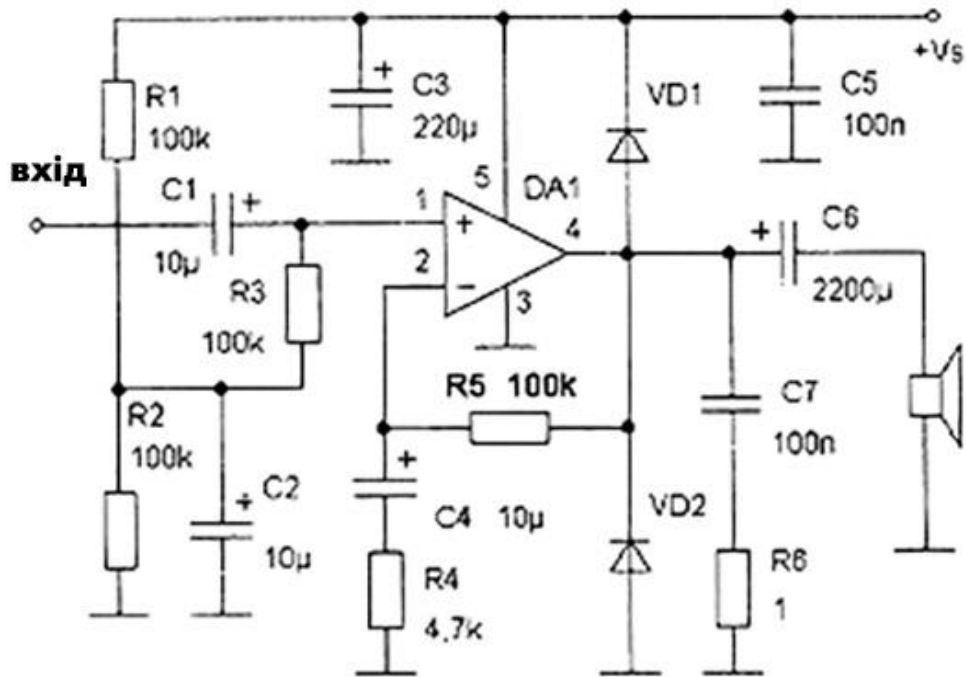 +Vs
R1
100k
C3
220µ
VD1
C5
100n
вхід
C1
10µ
1
5
DA1
4
2
3
C6
2200µ
R3
100k
R5 100k
C7
100n
R2
100k
C2
10µ
C4 10µ
VD2
R4
4.7k
R6
1
+
+
+
+
+
+
−